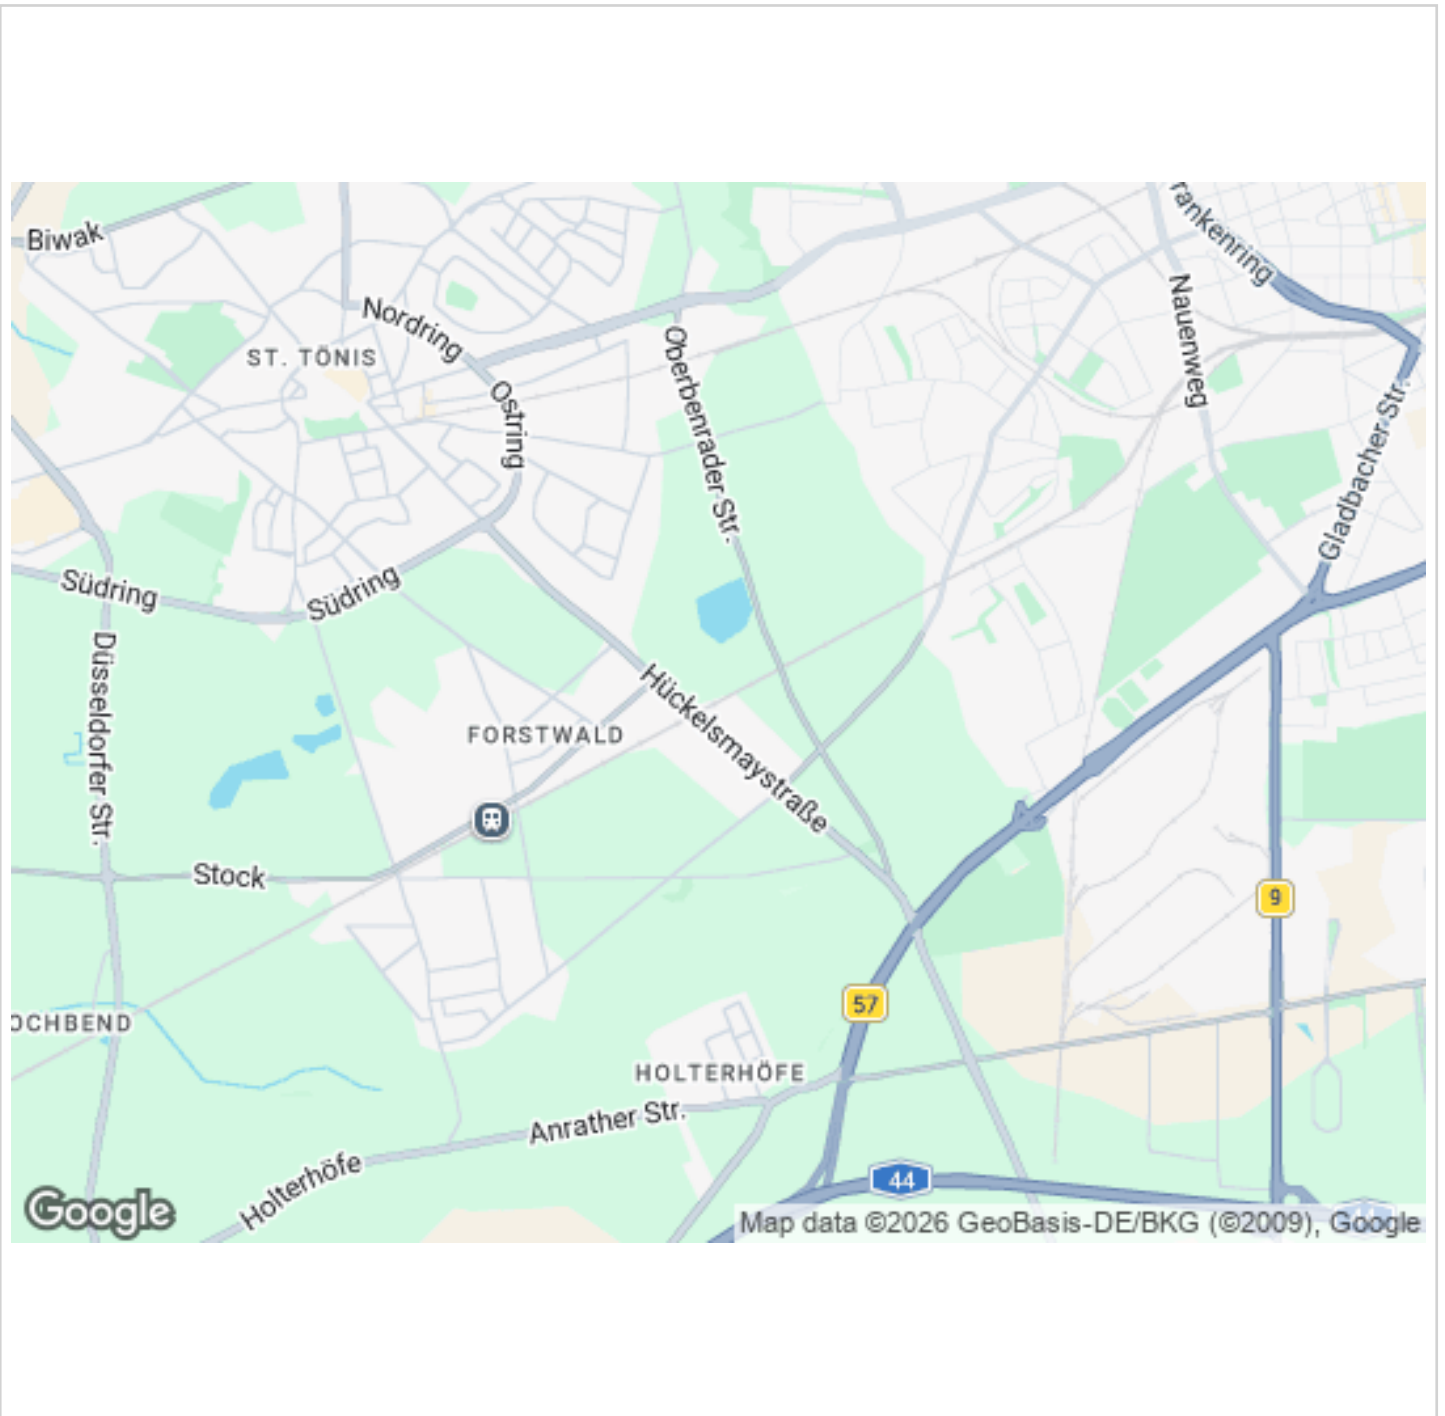 Biwak
rankenring
Nauenweg
Nordring
ST. TÖNIS
Oberbenrader Str.
Ostring
Gladbacher Str.
Südring
Südring
Düsseldorfer Str.
Hückelsmaystraße
FORSTWALD
Stock
9
57
OCHBEND
HOLTERHÖFE
Anrather Str.
Holterhöfe
44
Google
Map data ©2026 GeoBasis-DE/BKG (©2009), Google